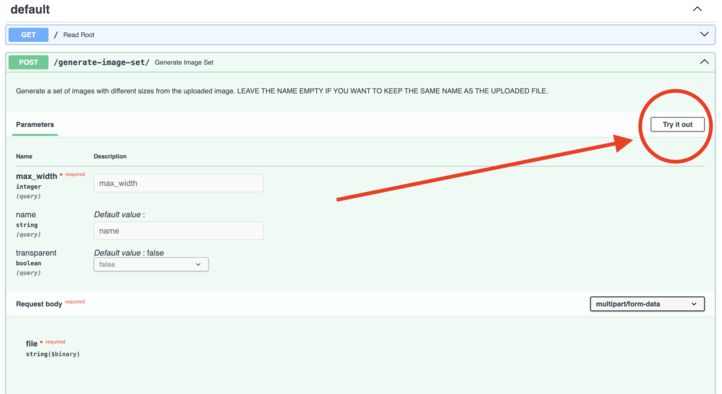 default
GET / Read Root
POST /generate-image-set/ Generate Image Set
Generate a set of images with different sizes from the uploaded image. LEAVE THE NAME EMPTY IF YOU WANT TO KEEP THE SAME NAME AS THE UPLOADED FILE.
Parameters
Try it out
Name Description
max_width * required
integer
(query)
max_width
name
string
(query)
Default value :
name
transparent
boolean
(query)
Default value : false
false
Request body required
multipart/form-data
file * required
string($binary)